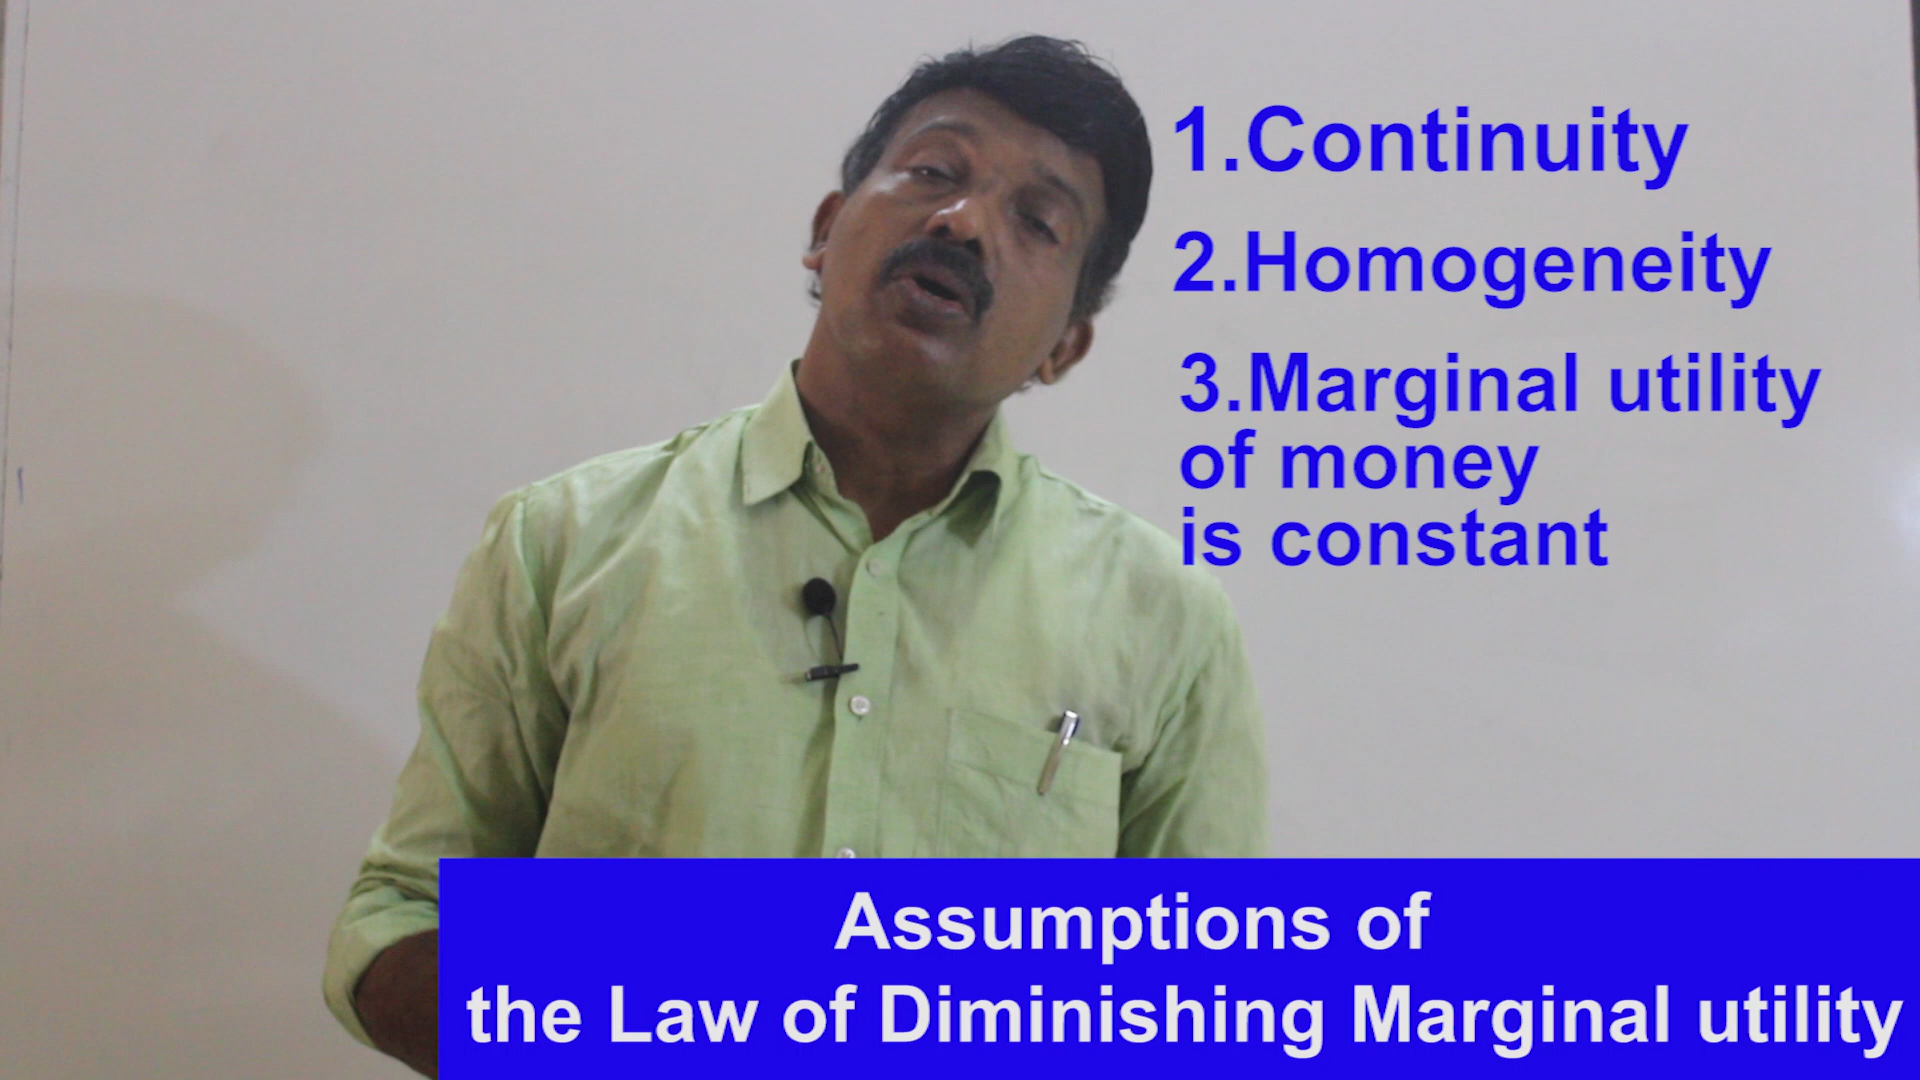 1.Continuity
2.Homogeneity
3.Marginal utility
of money
is constant
Assumptions of
the Law of Diminishing Marginal utility